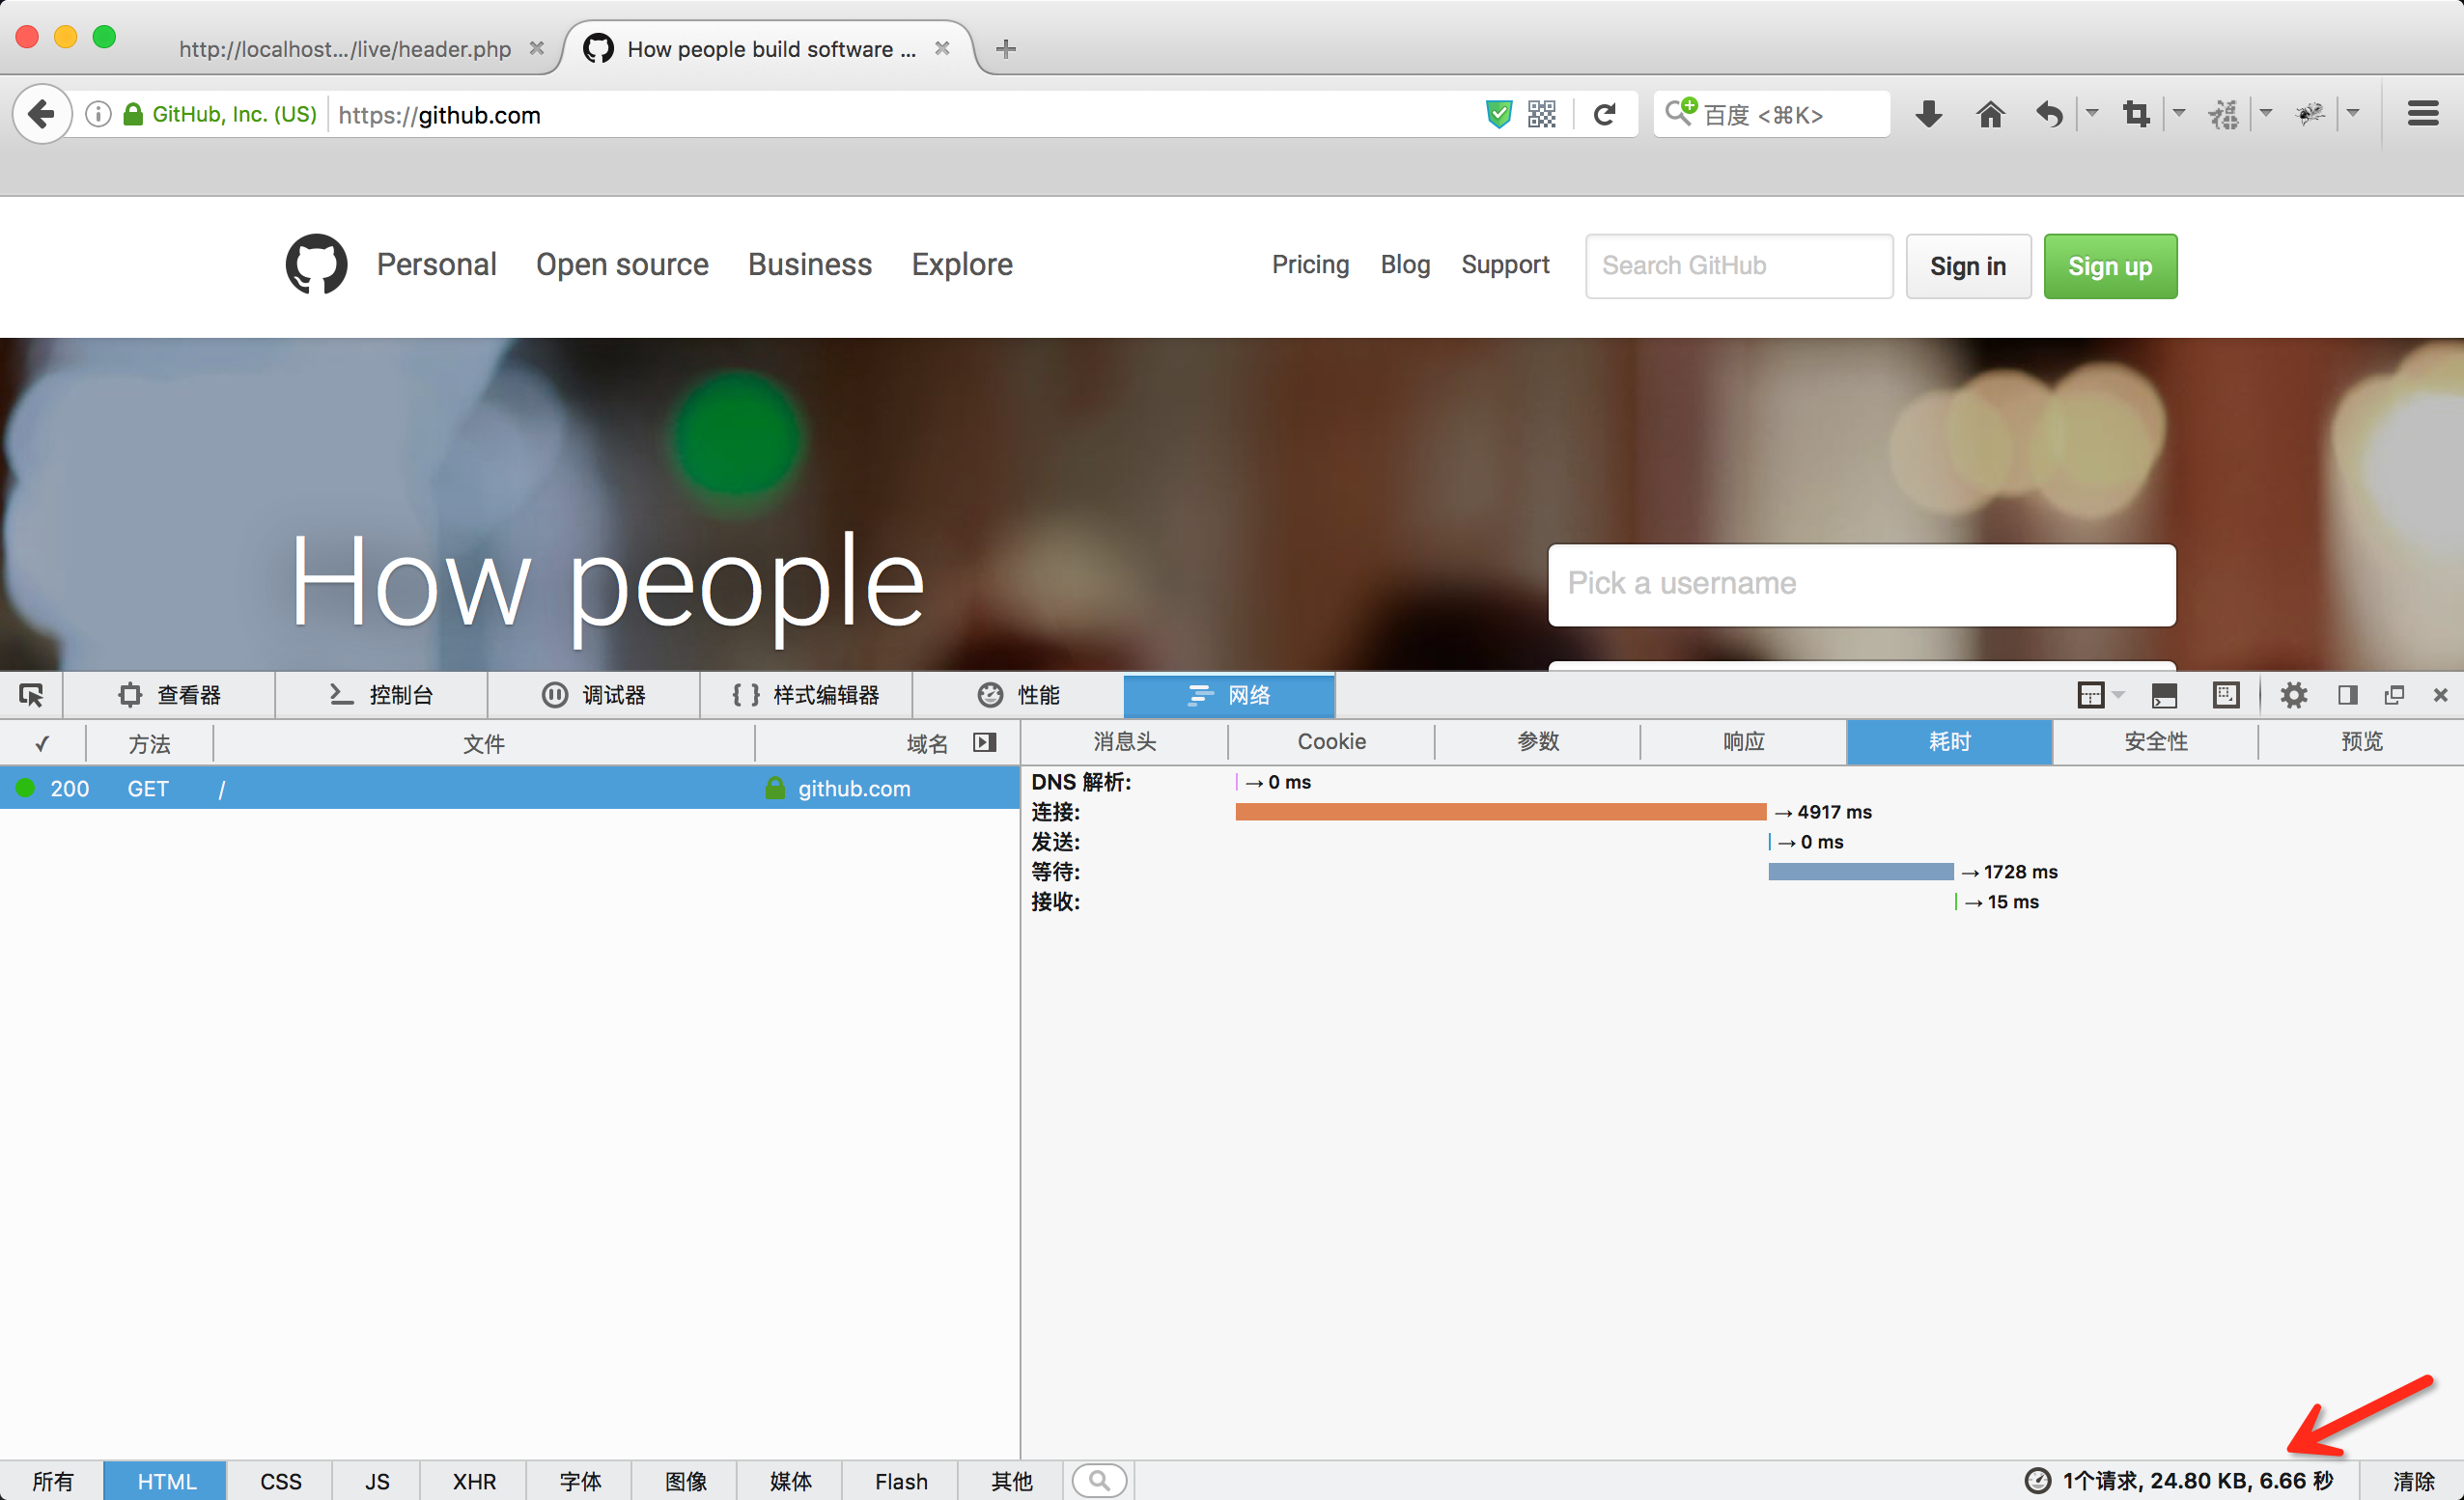 http://localhost.../live/header.php
How people build software ...
GitHub, Inc. (US)
https://github.com
百度 <⌘K>
Personal
Open source
Business
Explore
Pricing
Blog
Support
Search GitHub
Sign in
Sign up
How people
Pick a username
查看器
控制台
调试器
样式编辑器
性能
网络
✓
方法
文件
域名
消息头
Cookie
参数
响应
耗时
安全性
预览
200
GET
/
github.com
DNS 解析: → 0 ms
连接: → 4917 ms
发送: → 0 ms
等待: → 1728 ms
接收: → 15 ms
所有
HTML
CSS
JS
XHR
字体
图像
媒体
Flash
其他
1个请求, 24.80 KB, 6.66 秒
清除